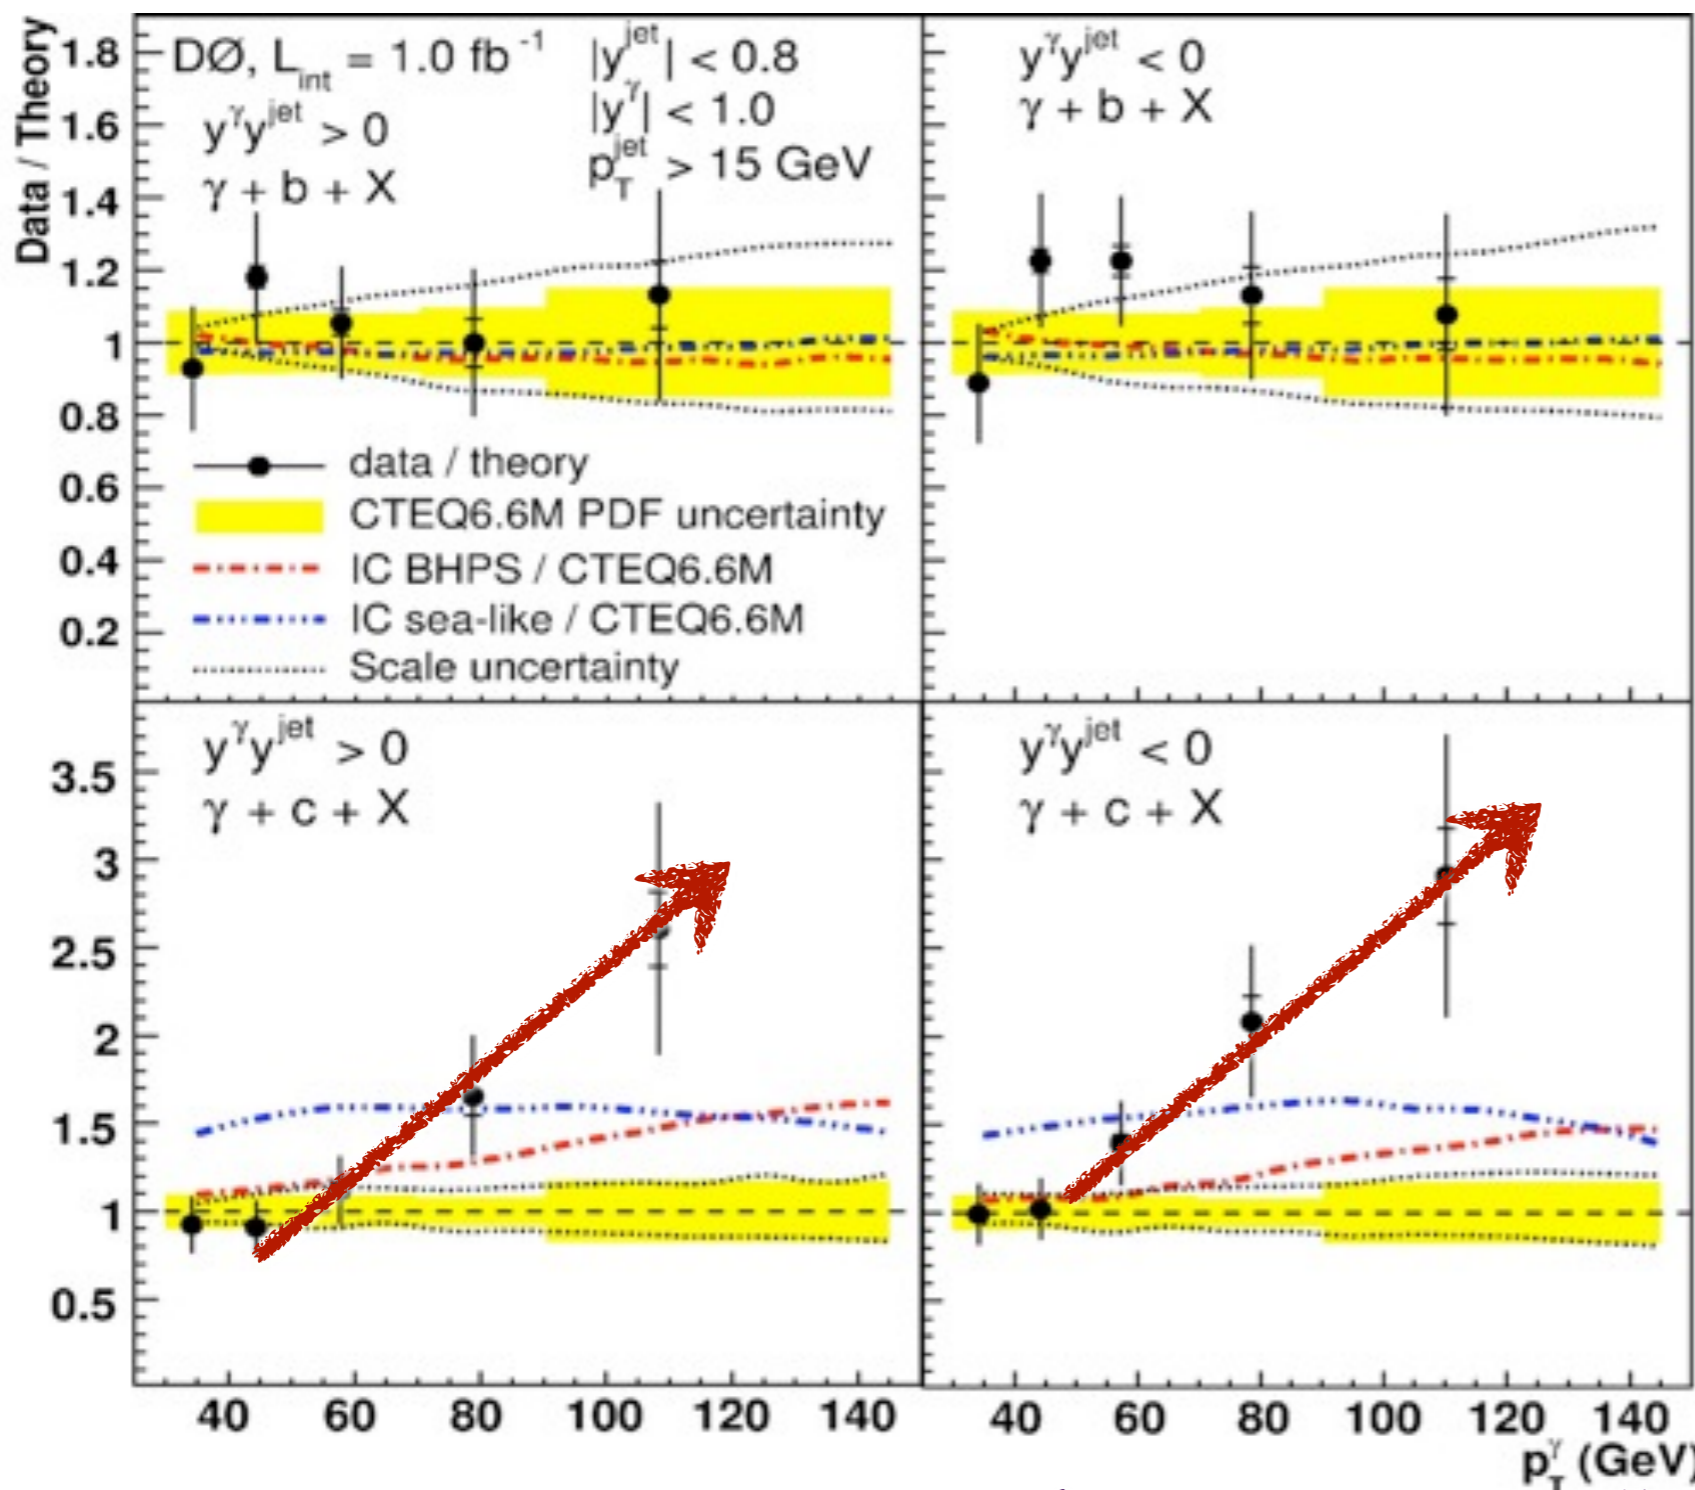 Data / Theory
1.8
1.6
1.4
1.2
1
0.8
0.6
0.4
0.2
DØ, L_int = 1.0 fb^-1
y^γ y^jet > 0
γ + b + X
|y^jet| < 0.8
|y^γ| < 1.0
p_T^jet > 15 GeV
data / theory
CTEQ6.6M PDF uncertainty
IC BHPS / CTEQ6.6M
IC sea-like / CTEQ6.6M
Scale uncertainty
y^γ y^jet < 0
γ + b + X
3.5
3
2.5
2
1.5
1
0.5
y^γ y^jet > 0
γ + c + X
y^γ y^jet < 0
γ + c + X
40 60 80 100 120 140
40 60 80 100 120 140
p_T^γ (GeV)